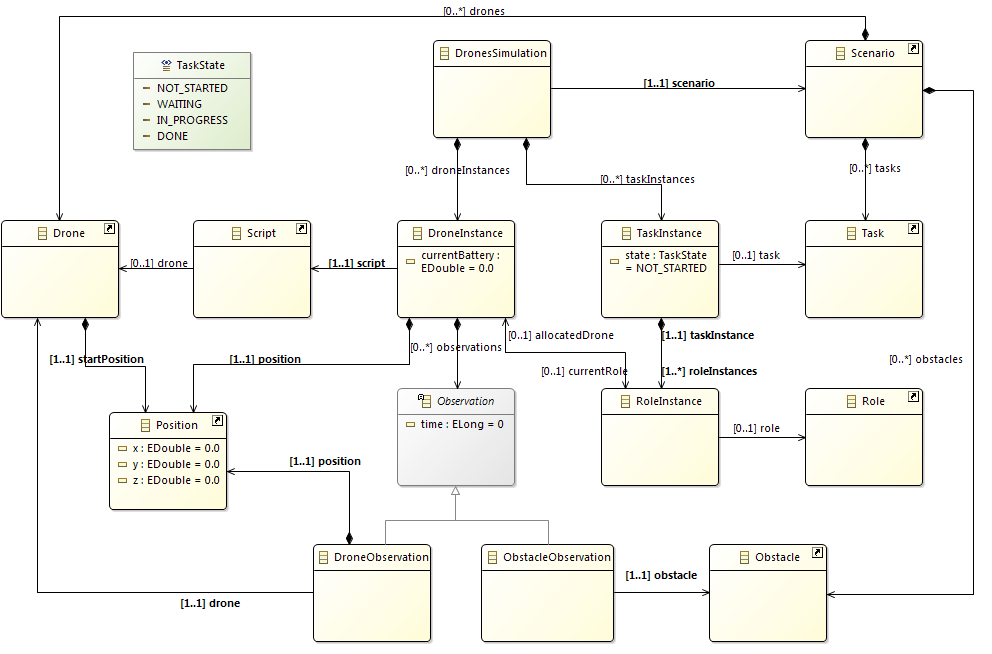 [0..*] drones
TaskState
NOT_STARTED
WAITING
IN_PROGRESS
DONE
DronesSimulation
[1..1] scenario
Scenario
[0..*] droneInstances
[0..*] taskInstances
[0..*] tasks
Drone
[0..1] drone
Script
[1..1] script
DroneInstance
currentBattery :
EDouble = 0.0
TaskInstance
state : TaskState
= NOT_STARTED
[0..1] task
Task
[1..1] startPosition
[1..1] position
[0..*] observations
[0..1] allocatedDrone
[0..1] currentRole
[1..1] taskInstance
[1..*] roleInstances
[0..*] obstacles
Position
x : EDouble = 0.0
y : EDouble = 0.0
z : EDouble = 0.0
Observation
time : ELong = 0
RoleInstance
[0..1] role
Role
[1..1] position
DroneObservation
ObstacleObservation
[1..1] obstacle
Obstacle
[1..1] drone